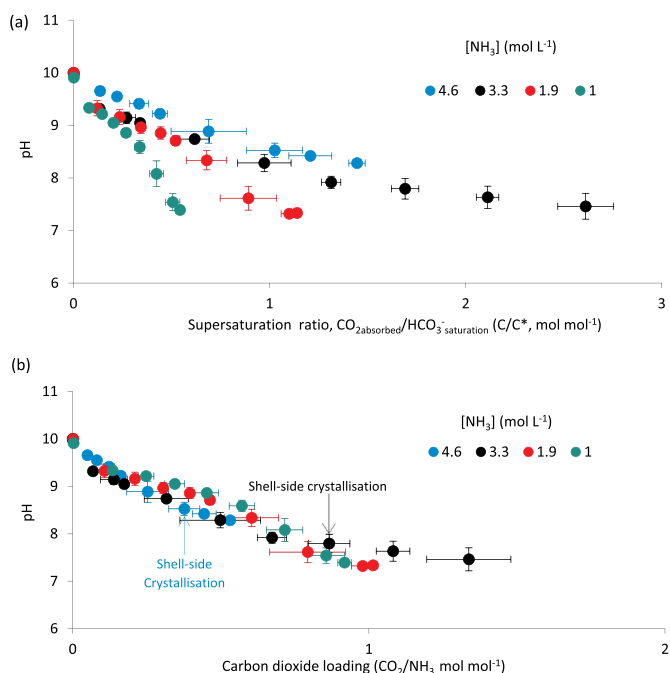 (a)
[NH₃] (mol L⁻¹)
4.6 3.3 1.9 1
10
9
8
7
6
pH
0 1 2 3
Supersaturation ratio, CO₂absorbed/HCO₃⁻ saturation (C/C*, mol mol⁻¹)
(b)
[NH₃] (mol L⁻¹)
4.6 3.3 1.9 1
Shell-side crystallisation
Shell-side
Crystallisation
10
9
8
7
6
pH
0 1 2
Carbon dioxide loading (CO₂/NH₃ mol mol⁻¹)